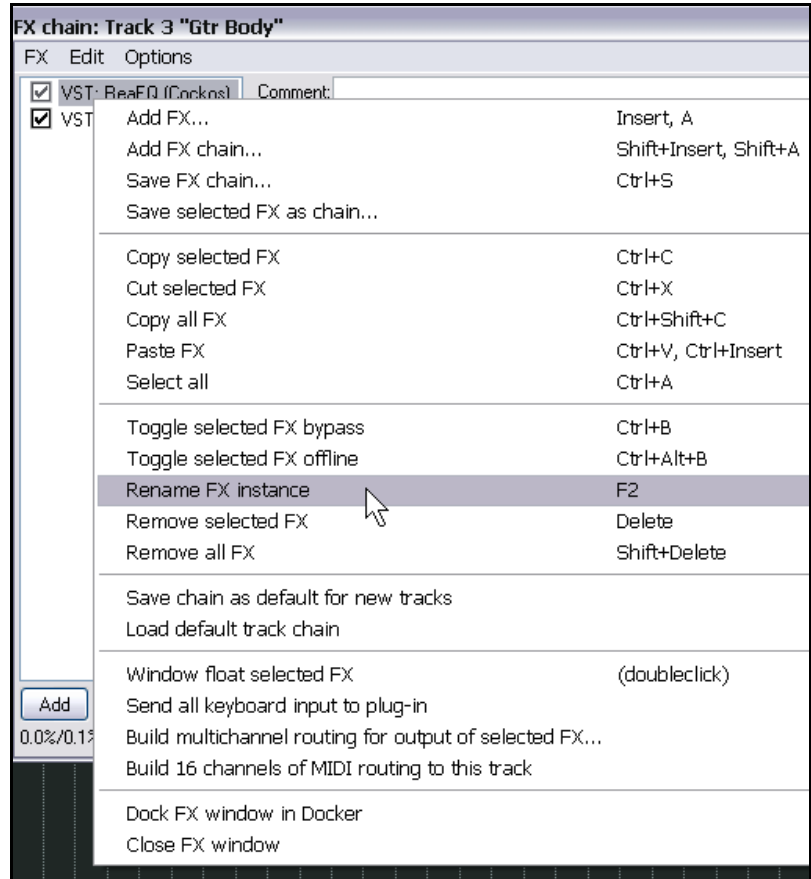 FX chain: Track 3 "Gtr Body"
FX Edit Options
VST: ReaEQ (Cockos) Comment:
VST
Add FX... Insert, A
Add FX chain... Shift+Insert, Shift+A
Save FX chain... Ctrl+S
Save selected FX as chain...
Copy selected FX Ctrl+C
Cut selected FX Ctrl+X
Copy all FX Ctrl+Shift+C
Paste FX Ctrl+V, Ctrl+Insert
Select all Ctrl+A
Toggle selected FX bypass Ctrl+B
Toggle selected FX offline Ctrl+Alt+B
Rename FX instance F2
Remove selected FX Delete
Remove all FX Shift+Delete
Save chain as default for new tracks
Load default track chain
Window float selected FX (doubleclick)
Add
Send all keyboard input to plug-in
0.0%/0.1%
Build multichannel routing for output of selected FX...
Build 16 channels of MIDI routing to this track
Dock FX window in Docker
Close FX window